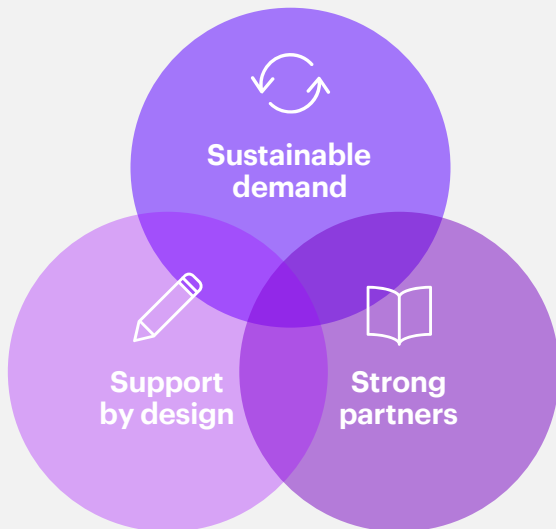 Sustainable
demand
Support
by design
Strong
partners